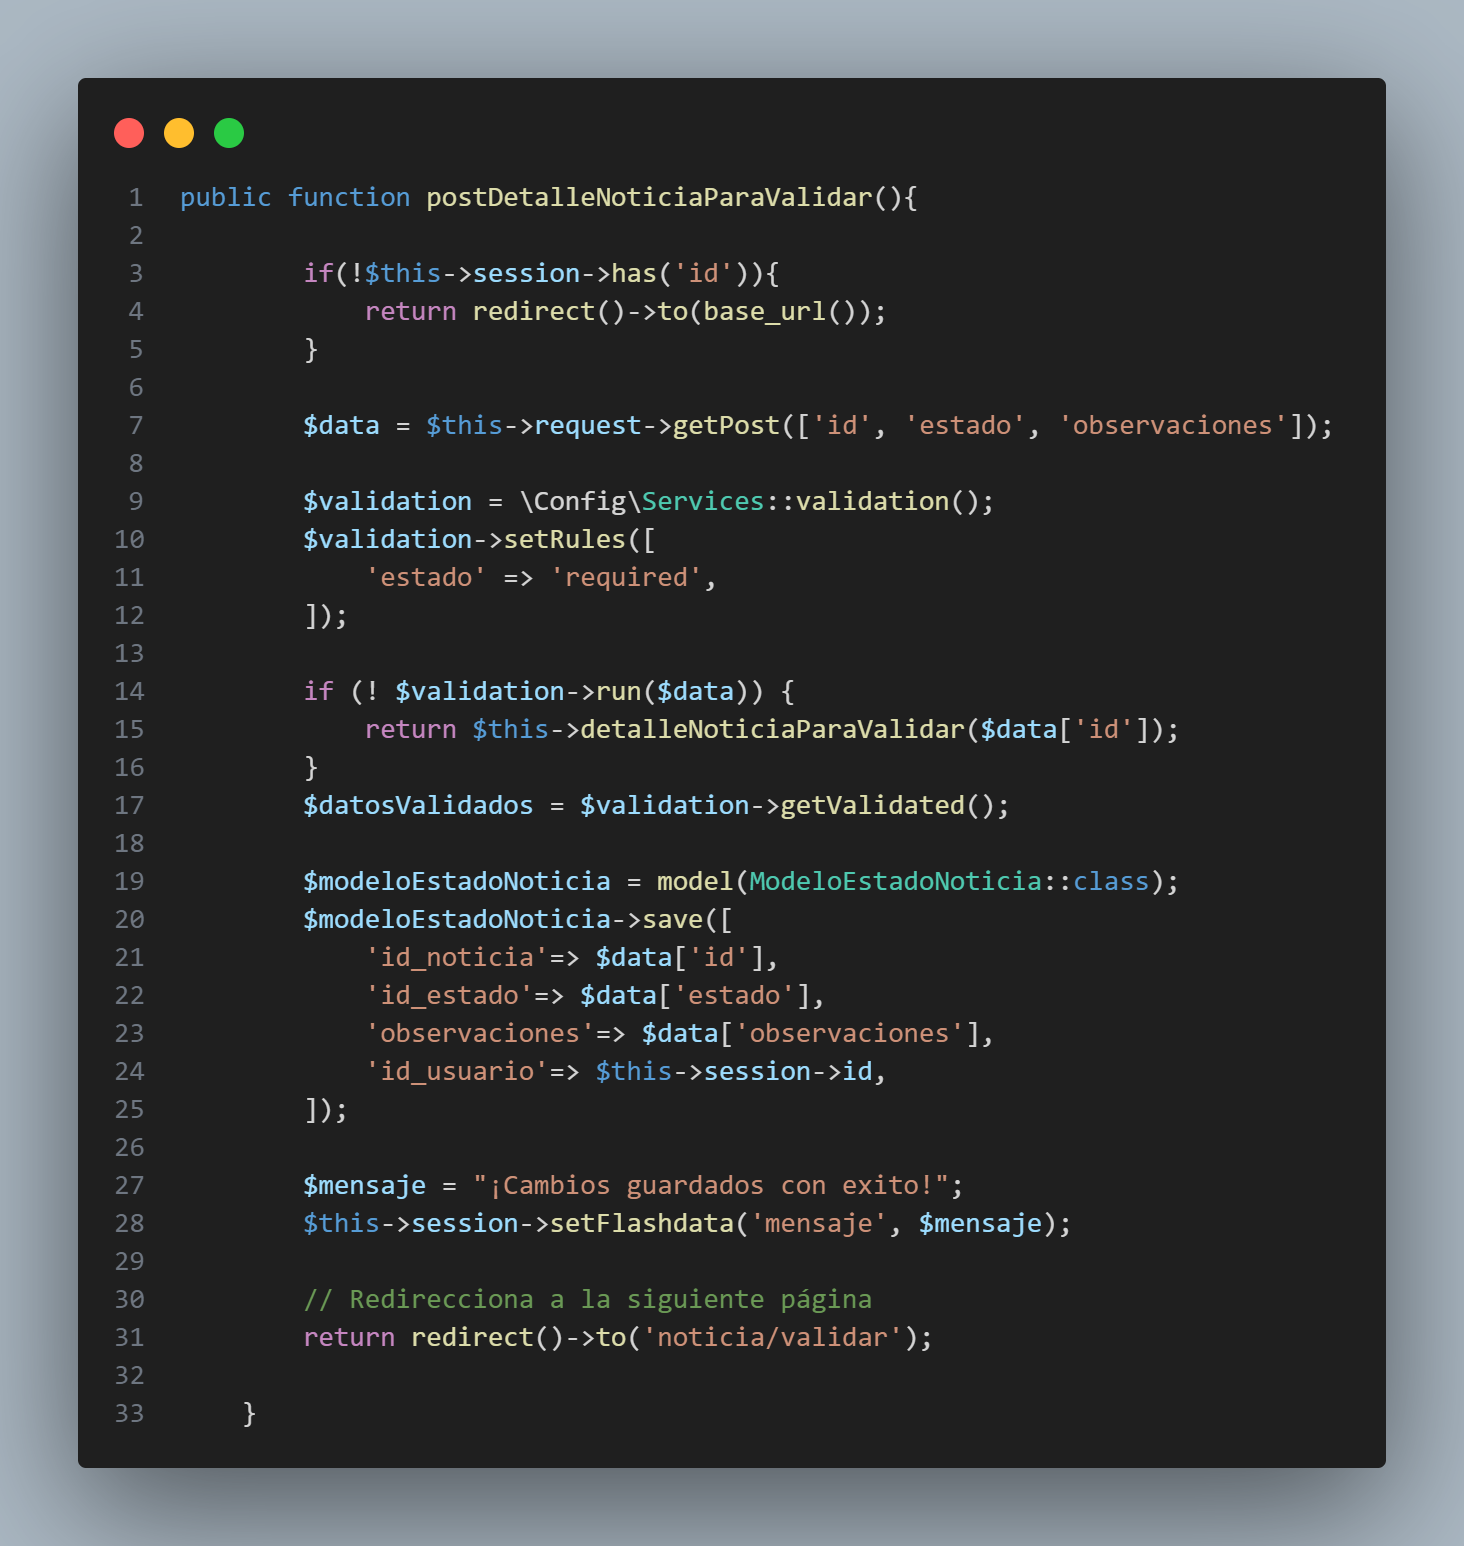 1 public function postDetalleNoticiaParaValidar(){
2
3 if(!$this->session->has('id')){
4 return redirect()->to(base_url());
5 }
6
7 $data = $this->request->getPost(['id', 'estado', 'observaciones']);
8
9 $validation = \Config\Services::validation();
10 $validation->setRules([
11 'estado' => 'required',
12 ]);
13
14 if (! $validation->run($data)) {
15 return $this->detalleNoticiaParaValidar($data['id']);
16 }
17 $datosValidados = $validation->getValidated();
18
19 $modeloEstadoNoticia = model(ModeloEstadoNoticia::class);
20 $modeloEstadoNoticia->save([
21 'id_noticia'=> $data['id'],
22 'id_estado'=> $data['estado'],
23 'observaciones'=> $data['observaciones'],
24 'id_usuario'=> $this->session->id,
25 ]);
26
27 $mensaje = "¡Cambios guardados con exito!";
28 $this->session->setFlashdata('mensaje', $mensaje);
29
30 // Redirecciona a la siguiente página
31 return redirect()->to('noticia/validar');
32
33 }